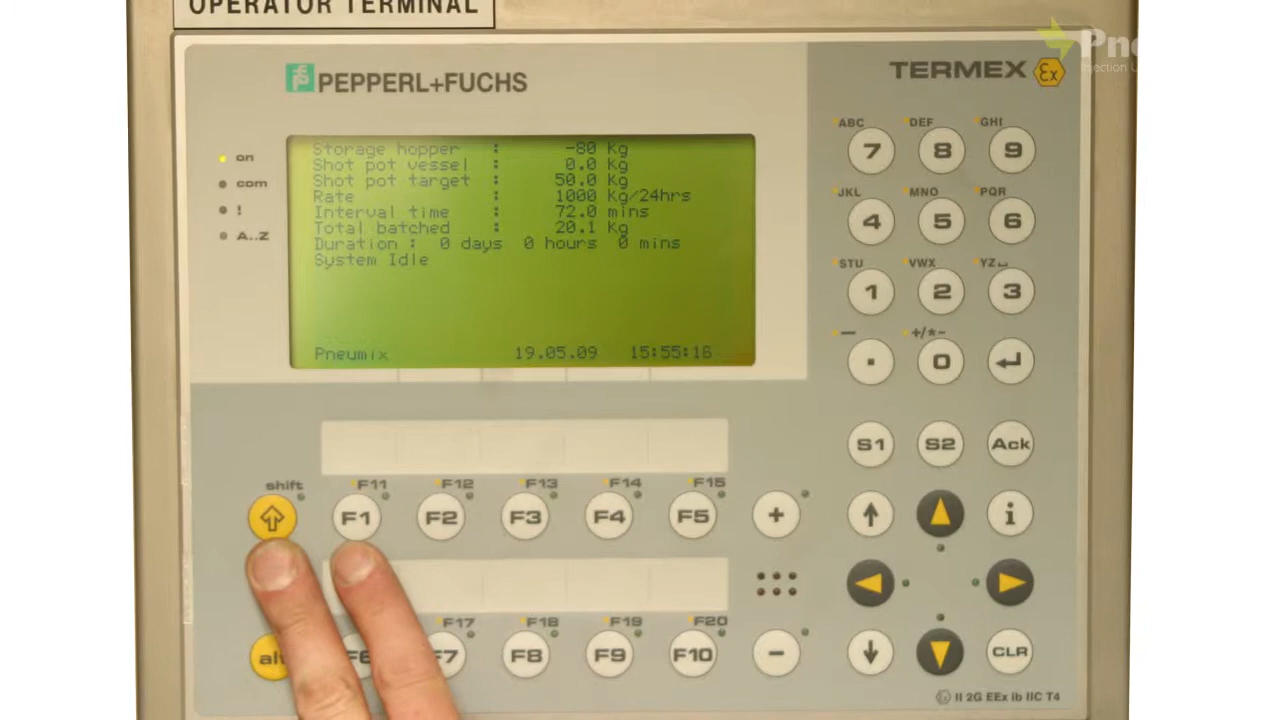 OPERATOR TERMINAL
PEPPERL+FUCHS
TERMEX Ex
on
com
!
A..Z
Storage hopper : -80 Kg
Shot pot vessel : 0.0 Kg
Shot pot target : 50.0 Kg
Rate : 1000 Kg/24hrs
Interval time : 72.0 mins
Total batched : 20.1 Kg
Duration : 0 days 0 hours 0 mins
System Idle
Pneumix 19.05.09 15:55:16
ABC DEF GHI
7 8 9
JKL MNO PQR
4 5 6
STU VWX YZ
1 2 3
— +/*-
. 0
S1 S2 Ack
shift F11 F12 F13 F14 F15
F1 F2 F3 F4 F5 + i
F17 F18 F19 F20
alt F6 F7 F8 F9 F10 - CLR
II 2G EEx ib IIC T4